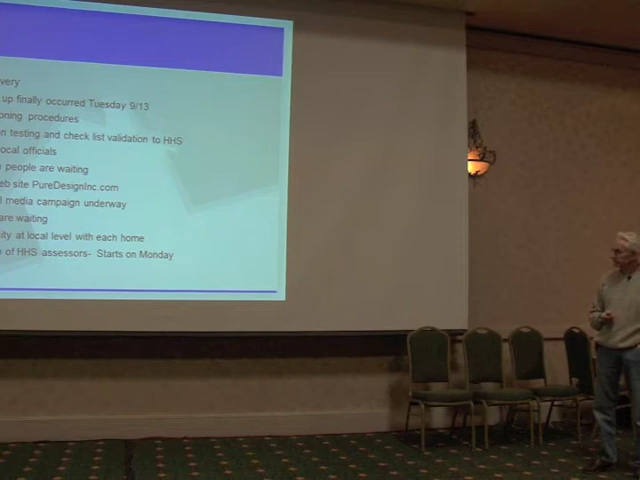 very
up finally occurred Tuesday 9/13
oning procedures
n testing and check list validation to HHS
ocal officials
people are waiting
eb site PureDesignInc.com
l media campaign underway
are waiting
ity at local level with each home
of HHS assessors- Starts on Monday